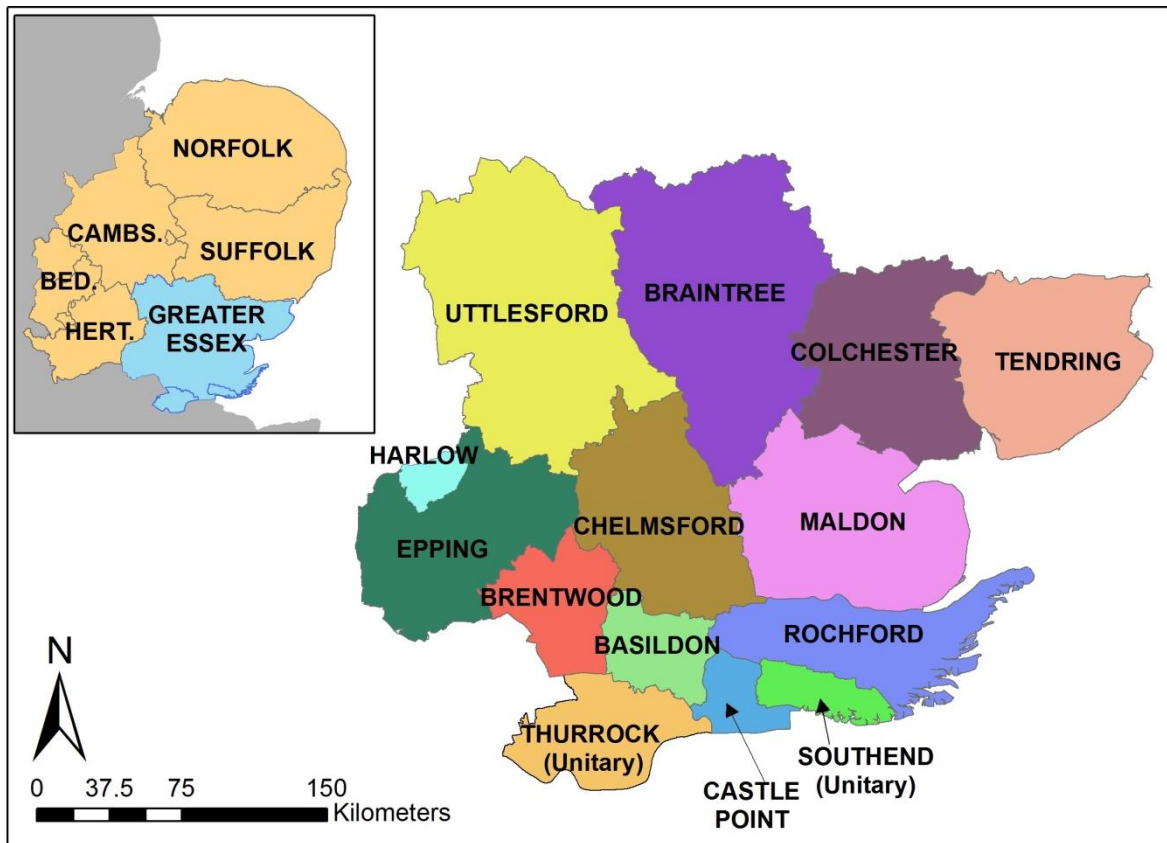 NORFOLK
CAMBS.
SUFFOLK
BED.
HERT.
GREATER
ESSEX
UTTLESFORD
BRAINTREE
COLCHESTER
TENDRING
HARLOW
EPPING
CHELMSFORD
MALDON
BRENTWOOD
BASILDON
ROCHFORD
THURROCK
(Unitary)
CASTLE
POINT
SOUTHEND
(Unitary)
N
0 37.5 75 150
Kilometers